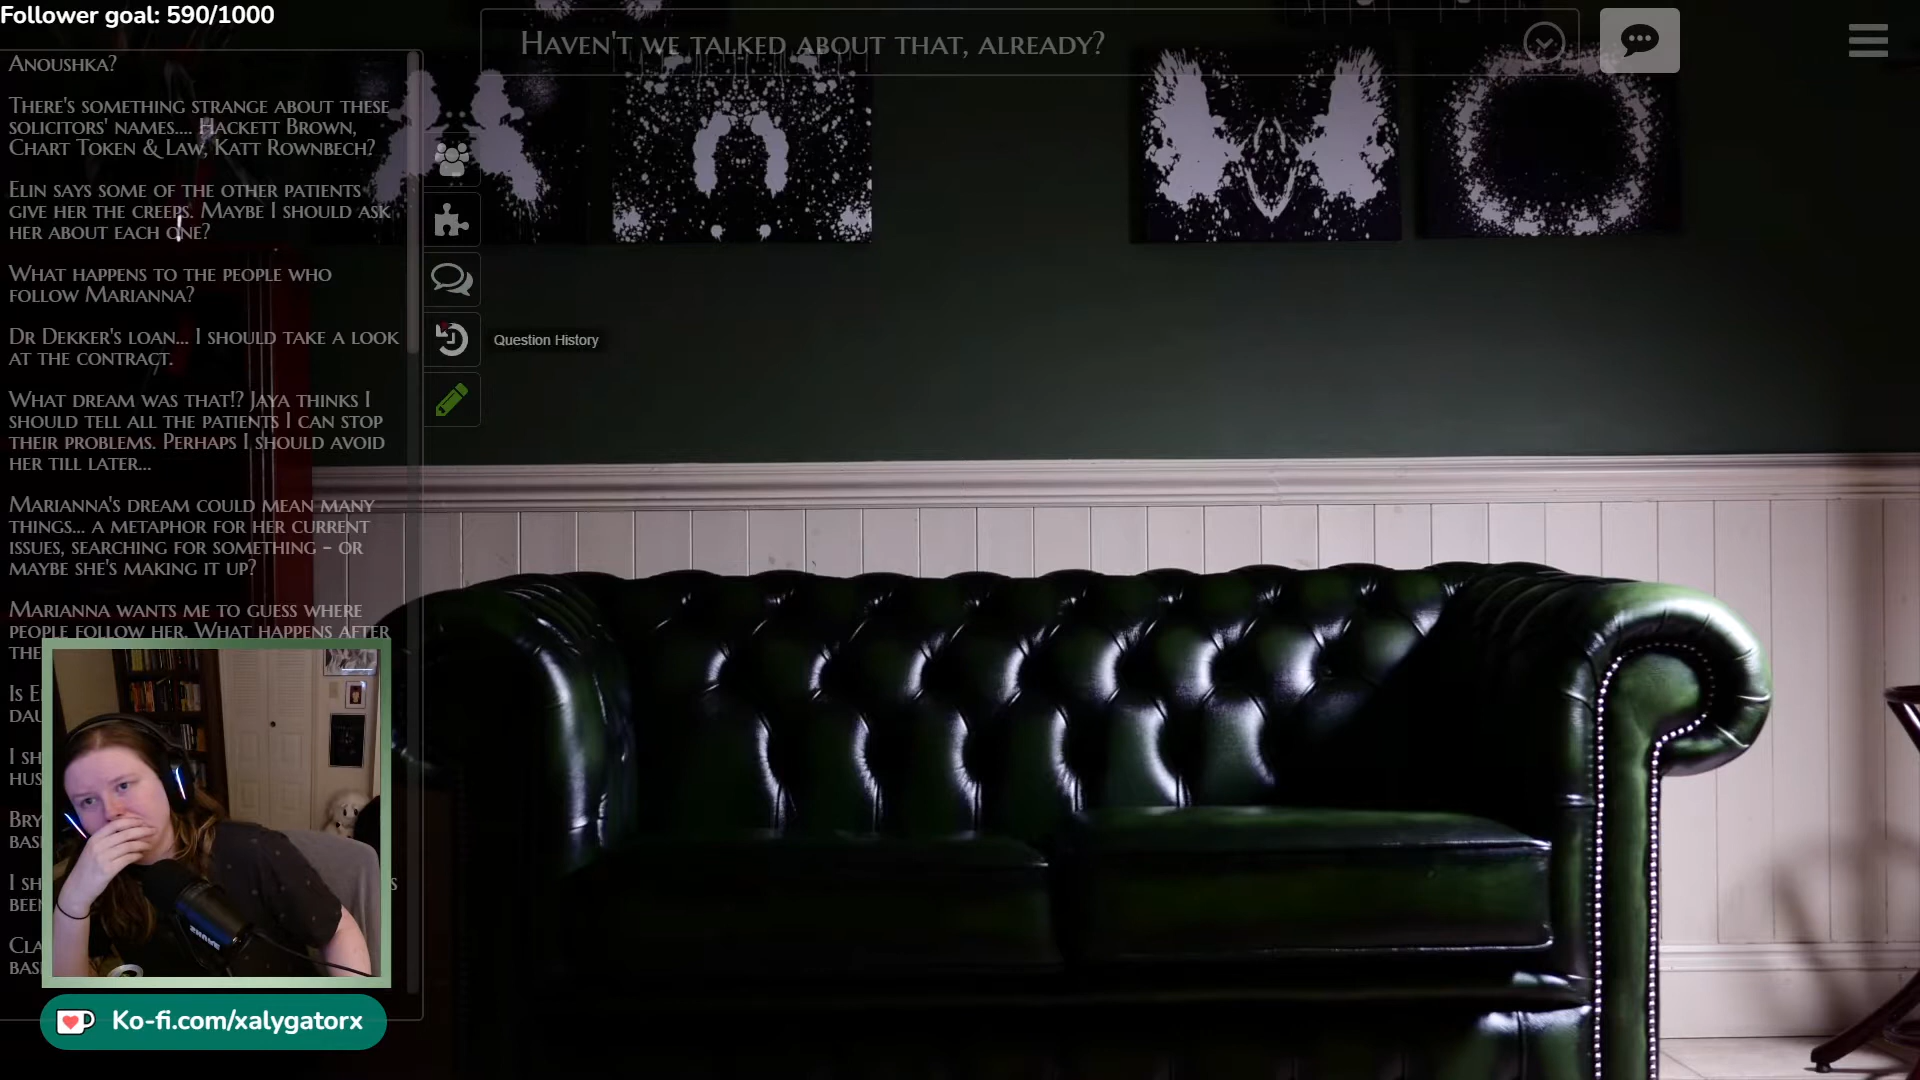 Follower goal: 590/1000
Haven't we talked about that, already?
Anoushka?
There's something strange about these
solicitors' names.... Hackett Brown,
Chart Token & Law, Katt Rownbech?
Elin says some of the other patients
give her the creeps. Maybe I should ask
her about each one?
What happens to the people who
follow Marianna?
Dr Dekker's loan... I should take a look
at the contract.
What dream was that!? Jaya thinks I
should tell all the patients I can stop
their problems. Perhaps I should avoid
her till later...
Marianna's dream could mean many
things... a metaphor for her current
issues, searching for something - or
maybe she's making it up?
Marianna wants me to guess where
people follow her. What happens after
Question History
Ko-fi.com/xalygatorx